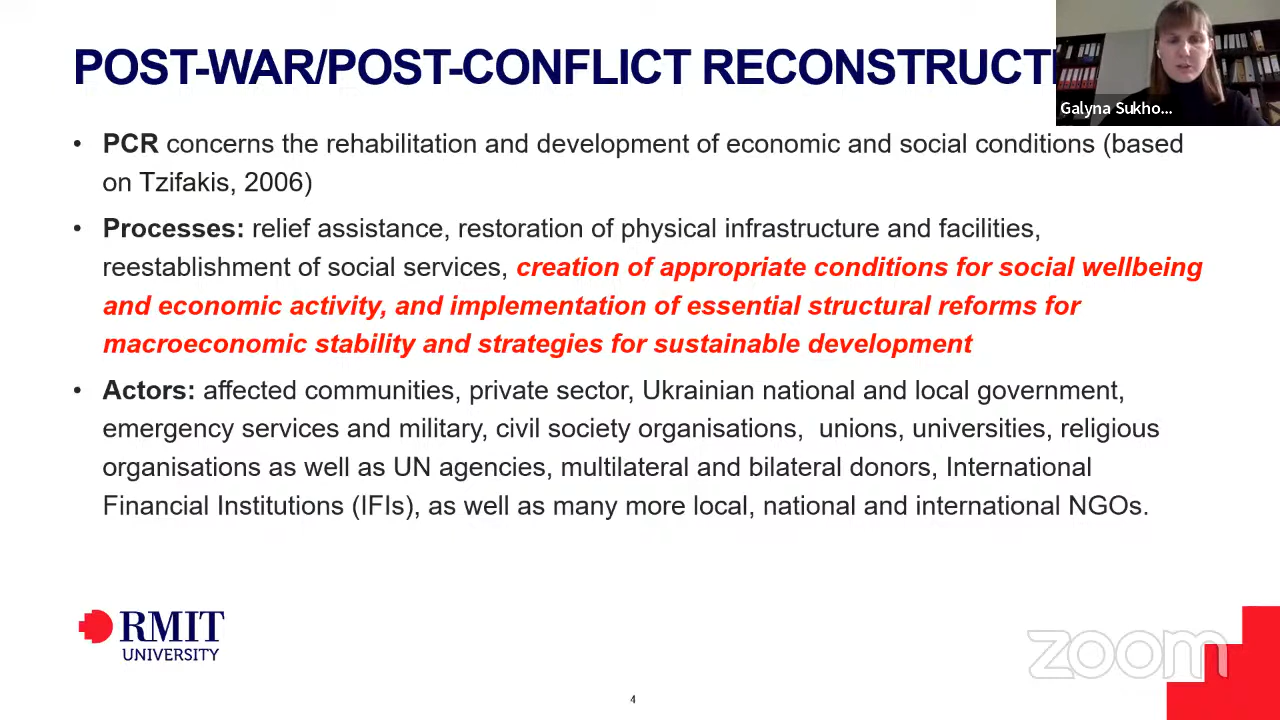 POST-WAR/POST-CONFLICT RECONSTRUCT
Galyna Sukho...
• PCR concerns the rehabilitation and development of economic and social conditions (based
on Tzifakis, 2006)
• Processes: relief assistance, restoration of physical infrastructure and facilities,
reestablishment of social services, creation of appropriate conditions for social wellbeing
and economic activity, and implementation of essential structural reforms for
macroeconomic stability and strategies for sustainable development
• Actors: affected communities, private sector, Ukrainian national and local government,
emergency services and military, civil society organisations,  unions, universities, religious
organisations as well as UN agencies, multilateral and bilateral donors, International
Financial Institutions (IFIs), as well as many more local, national and international NGOs.
RMIT
UNIVERSITY
zoom
4